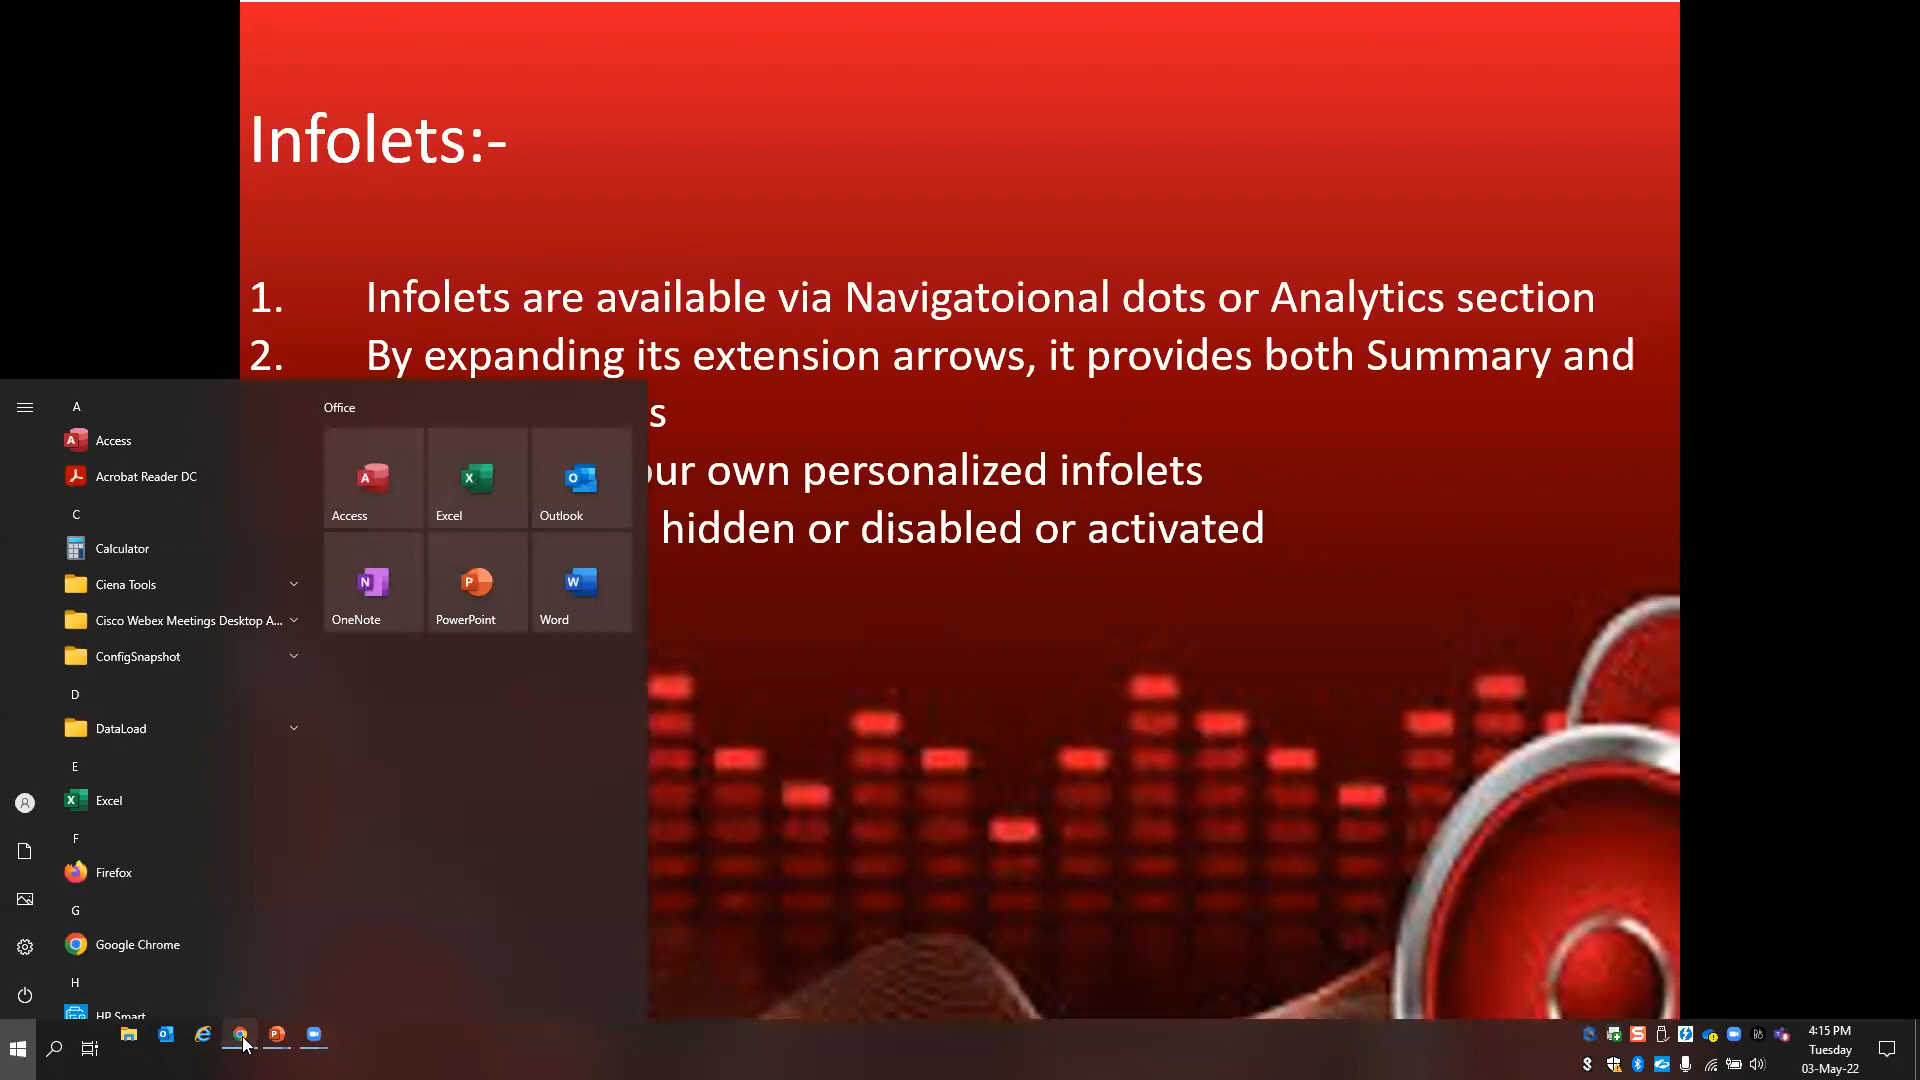 Infolets:-
1. Infolets are available via Navigatoional dots or Analytics section
2. By expanding its extension arrows, it provides both Summary and
s
our own personalized infolets
hidden or disabled or activated
A
Access
Acrobat Reader DC
C
Calculator
Ciena Tools
Cisco Webex Meetings Desktop A...
ConfigSnapshot
D
DataLoad
E
Excel
F
Firefox
G
Google Chrome
H
HP Smart
Office
Access
Excel
Outlook
OneNote
PowerPoint
Word
4:15 PM
Tuesday
03-May-22